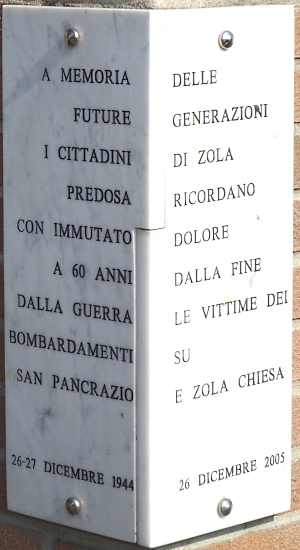 A MEMORIA DELLE
FUTURE GENERAZIONI
I CITTADINI DI ZOLA
PREDOSA RICORDANO
CON IMMUTATO DOLORE
A 60 ANNI DALLA FINE
DALLA GUERRA LE VITTIME DEI
BOMBARDAMENTI SU
SAN PANCRAZIO E ZOLA CHIESA
26-27 DICEMBRE 1944 26 DICEMBRE 2005